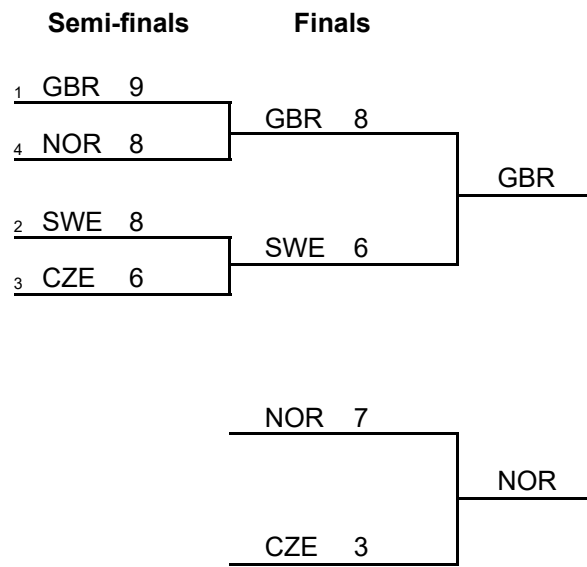 Semi-finals Finals
1 GBR 9
GBR 8
4 NOR 8
GBR
2 SWE 8
SWE 6
3 CZE 6
NOR 7
NOR
CZE 3